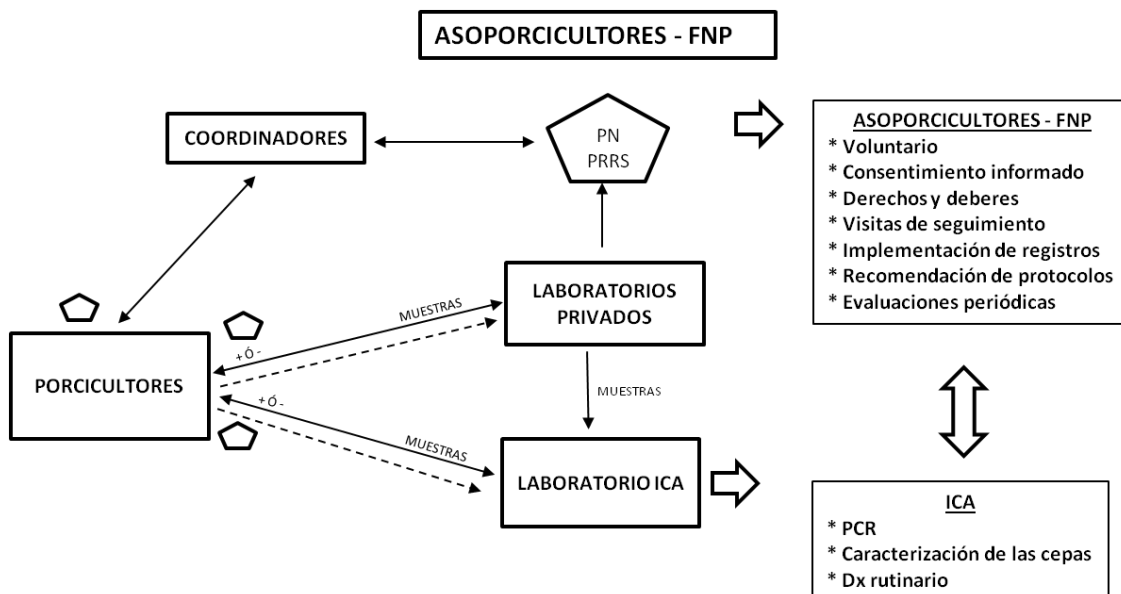 ASOPORCICULTORES - FNP
COORDINADORES
PN
PRRS
ASOPORCICULTORES - FNP
* Voluntario
* Consentimiento informado
* Derechos y deberes
* Visitas de seguimiento
* Implementación de registros
* Recomendación de protocolos
* Evaluaciones periódicas
LABORATORIOS
PRIVADOS
MUESTRAS
+ Ó -
PORCICULTORES
MUESTRAS
+ Ó -
MUESTRAS
LABORATORIO ICA
ICA
* PCR
* Caracterización de las cepas
* Dx rutinario